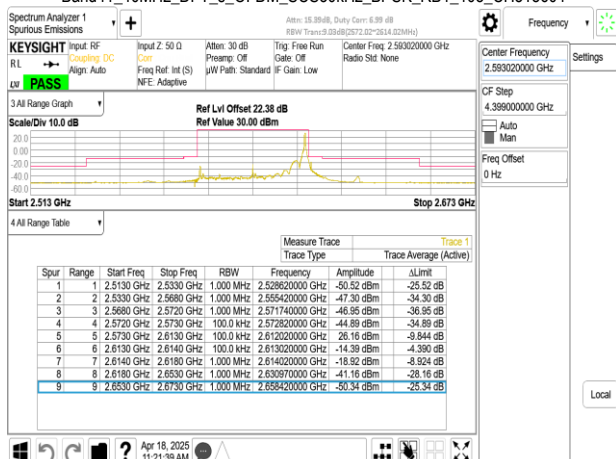 Spectrum Analyzer 1
Spurious Emissions
Attn: 15.39dB, Duty Corr: 6.99 dB
RBW Trans:9.03dB(2572.02~2614.02MHz)
Frequency
KEYSIGHT
RL
LXI
PASS
Input: RF
Coupling: DC
Align: Auto
Input Z: 50 Ω
Corr
Freq Ref: Int (S)
NFE: Adaptive
Atten: 30 dB
Preamp: Off
µW Path: Standard
Trig: Free Run
Gate: Off
IF Gain: Low
Center Freq: 2.593020000 GHz
Radio Std: None
Center Frequency
2.593020000 GHz
Settings
CF Step
4.399000000 GHz
Auto
Man
Freq Offset
0 Hz
3 All Range Graph
Scale/Div 10.0 dB
Ref Lvl Offset 22.38 dB
Ref Value 30.00 dBm
20.0
10.0
0.00
-20.0
-40.0
-60.0
Start 2.513 GHz
Stop 2.673 GHz
4 All Range Table
Measure Trace Trace 1
Trace Type Trace Average (Active)
Spur Range Start Freq Stop Freq RBW Frequency Amplitude ΔLimit
1 1 2.5130 GHz 2.5330 GHz 1.000 MHz 2.528620000 GHz -50.52 dBm -25.52 dB
2 2 2.5330 GHz 2.5680 GHz 1.000 MHz 2.555420000 GHz -47.30 dBm -34.30 dB
3 3 2.5680 GHz 2.5720 GHz 1.000 MHz 2.571740000 GHz -46.95 dBm -36.95 dB
4 4 2.5720 GHz 2.5730 GHz 100.0 kHz 2.572820000 GHz -44.89 dBm -34.89 dB
5 5 2.5730 GHz 2.6130 GHz 100.0 kHz 2.612020000 GHz 26.16 dBm -9.844 dB
6 6 2.6130 GHz 2.6140 GHz 100.0 kHz 2.613020000 GHz -14.39 dBm -4.390 dB
7 7 2.6140 GHz 2.6180 GHz 1.000 MHz 2.614020000 GHz -18.92 dBm -8.924 dB
8 8 2.6180 GHz 2.6530 GHz 1.000 MHz 2.630970000 GHz -41.16 dBm -28.16 dB
9 9 2.6530 GHz 2.6730 GHz 1.000 MHz 2.658420000 GHz -50.34 dBm -25.34 dB
Local
?
Apr 18, 2025
11:21:39 AM